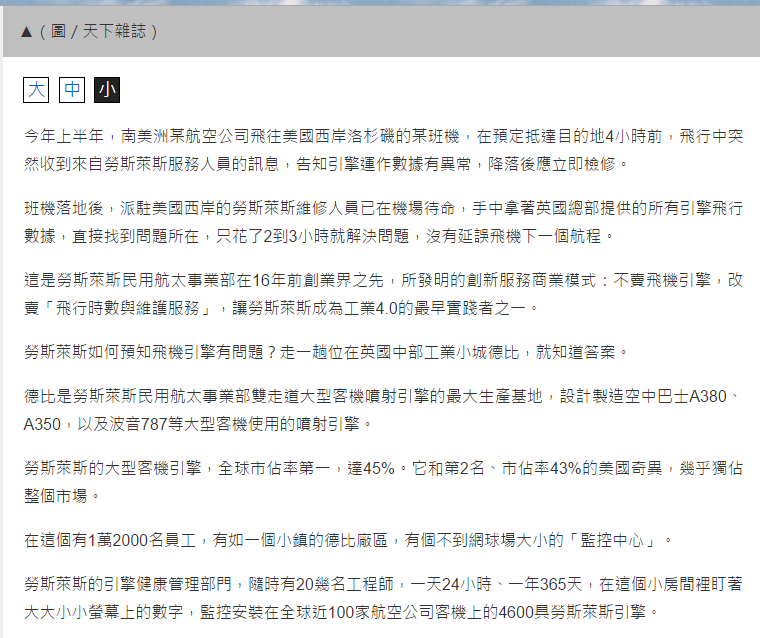 ▲ ( 圖 / 天下雜誌 )
大 中 小
今年上半年，南美洲某航空公司飛往美國西岸洛杉磯的某班機，在預定抵達目的地4小時前，飛行中突
然收到來自勞斯萊斯服務人員的訊息，告知引擎運作數據有異常，降落後應立即檢修。
班機落地後，派駐美國西岸的勞斯萊斯維修人員已在機場待命，手中拿著英國總部提供的所有引擎飛行
數據，直接找到問題所在，只花了2到3小時就解決問題，沒有延誤飛機下一個航程。
這是勞斯萊斯民用航太事業部在16年前創業界之先，所發明的創新服務商業模式：不賣飛機引擎，改
賣「飛行時數與維護服務」，讓勞斯萊斯成為工業4.0的最早實踐者之一。
勞斯萊斯如何預知飛機引擎有問題？走一趟位在英國中部工業小城德比，就知道答案。
德比是勞斯萊斯民用航太事業部雙走道大型客機噴射引擎的最大生產基地，設計製造空中巴士A380、
A350，以及波音787等大型客機使用的噴射引擎。
勞斯萊斯的大型客機引擎，全球市佔率第一，達45%。它和第2名、市佔率43%的美國奇異，幾乎獨佔
整個市場。
在這個有1萬2000名員工，有如一個小鎮的德比廠區，有個不到網球場大小的「監控中心」。
勞斯萊斯的引擎健康管理部門，隨時有20幾名工程師，一天24小時、一年365天，在這個小房間裡盯著
大大小小螢幕上的數字，監控安裝在全球近100家航空公司客機上的4600具勞斯萊斯引擎。